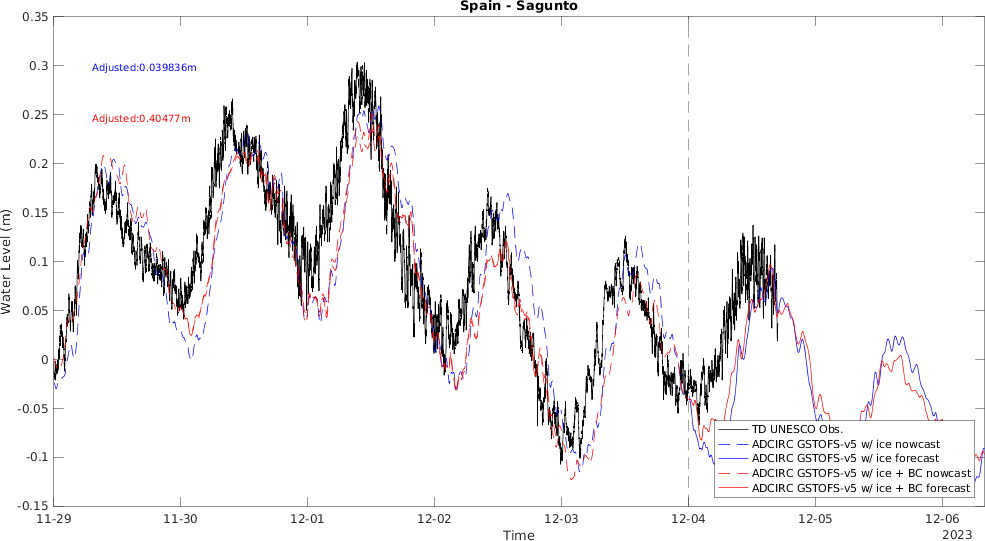 Spain - Sagunto
0.35
0.3
0.25
0.2
0.15
0.1
0.05
0
-0.05
-0.1
-0.15
Water Level (m)
Adjusted:0.039836m
Adjusted:0.40477m
TD UNESCO Obs.
ADCIRC GSTOFS-v5 w/ ice nowcast
ADCIRC GSTOFS-v5 w/ ice forecast
ADCIRC GSTOFS-v5 w/ ice + BC nowcast
ADCIRC GSTOFS-v5 w/ ice + BC forecast
11-29 11-30 12-01 12-02 12-03 12-04 12-05 12-06
Time
2023